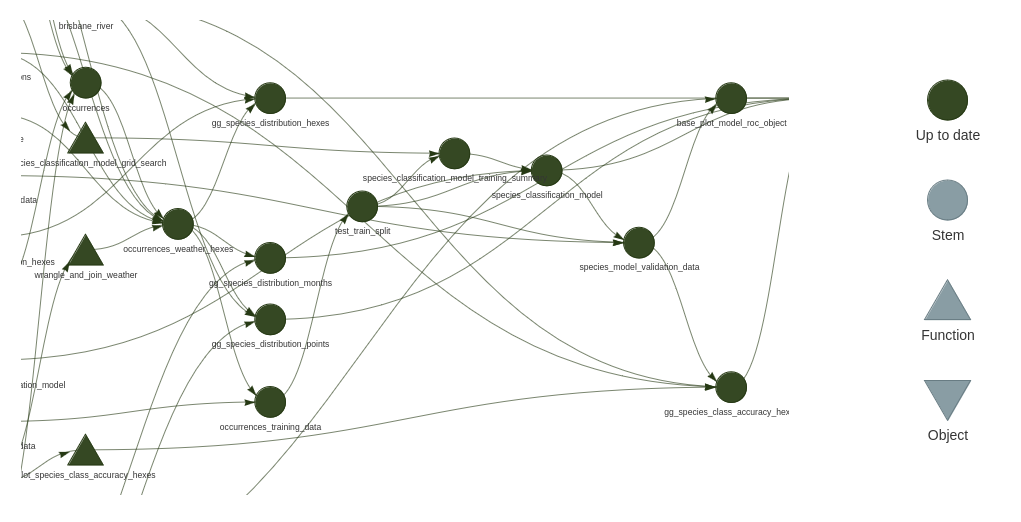 brisbane_river
ons
occurrences
gg_species_distribution_hexes
base_plot_model_roc_object
Up to date
e
cies_classification_model_grid_search
species_classification_model_training_summary
species_classification_model
data
test_train_split
Stem
occurrences_weather_hexes
n_hexes
wrangle_and_join_weather
species_model_validation_data
gg_species_distribution_months
Function
gg_species_distribution_points
ation_model
gg_species_class_accuracy_hex
occurrences_training_data
Object
data
lot_species_class_accuracy_hexes